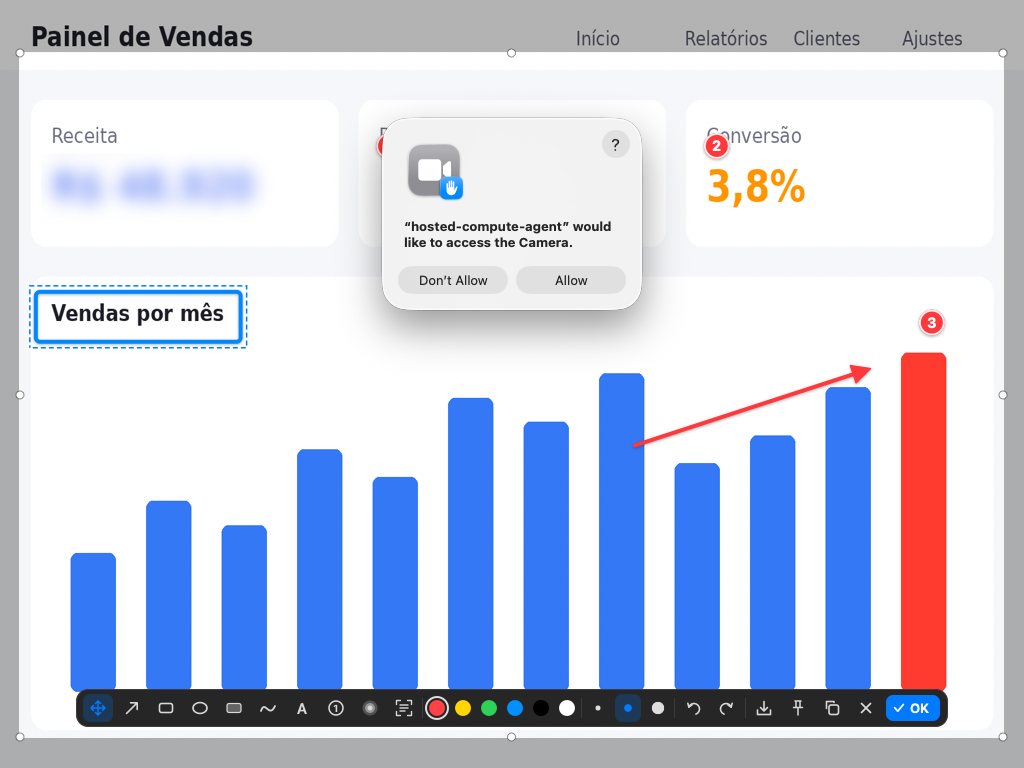 Painel de Vendas
Início
Relatórios
Clientes
Ajustes
Receita
Conversão
2
3,8%
?
“hosted-compute-agent” would
like to access the Camera.
Don’t Allow
Allow
Vendas por mês
3
A
1
OK